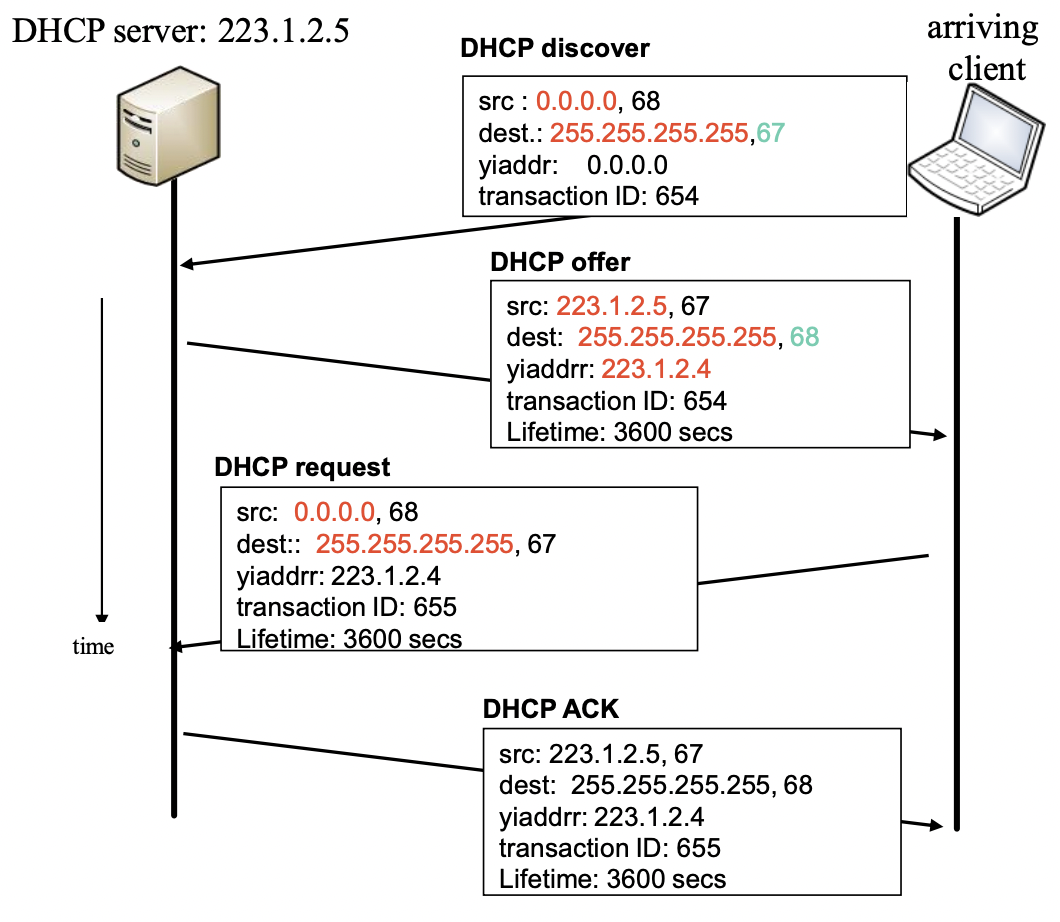 DHCP server: 223.1.2.5
arriving
client
DHCP discover
src : 0.0.0.0, 68
dest.: 255.255.255.255,67
yiaddr: 0.0.0.0
transaction ID: 654
DHCP offer
src: 223.1.2.5, 67
dest: 255.255.255.255, 68
yiaddrr: 223.1.2.4
transaction ID: 654
Lifetime: 3600 secs
DHCP request
src: 0.0.0.0, 68
dest:: 255.255.255.255, 67
yiaddrr: 223.1.2.4
transaction ID: 655
Lifetime: 3600 secs
time
DHCP ACK
src: 223.1.2.5, 67
dest: 255.255.255.255, 68
yiaddrr: 223.1.2.4
transaction ID: 655
Lifetime: 3600 secs